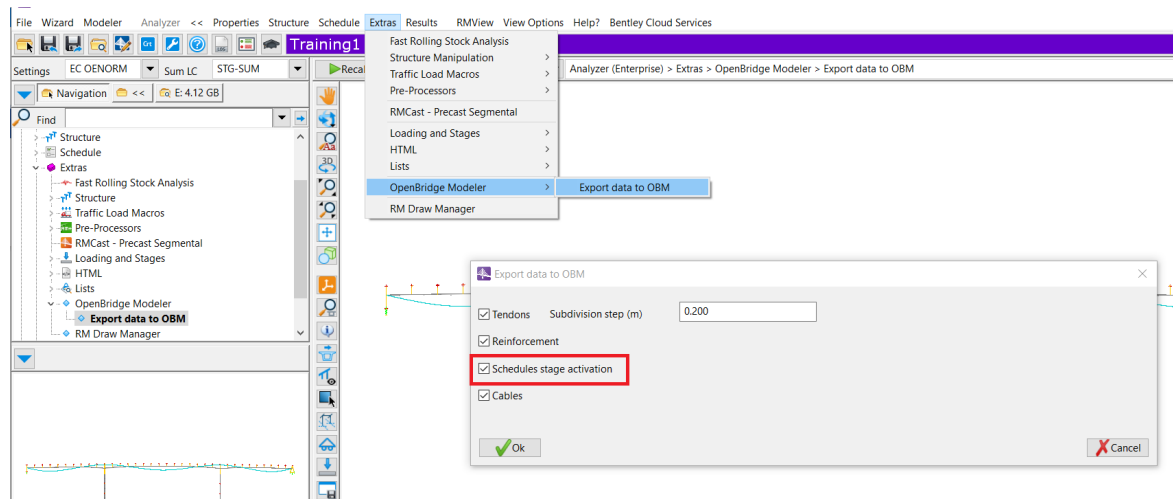 File Wizard Modeler Analyzer << Properties Structure Schedule Extras Results RMView View Options Help? Bentley Cloud Services
Crt LOG Training1
Settings EC OENORM Sum LC STG-SUM Recal
Analyzer (Enterprise) > Extras > OpenBridge Modeler > Export data to OBM
Navigation << E: 4.12 GB
Find
Structure
Schedule
Extras
Fast Rolling Stock Analysis
Structure
Traffic Load Macros
Pre-Processors
RMCast - Precast Segmental
Loading and Stages
HTML
Lists
OpenBridge Modeler
Export data to OBM
RM Draw Manager
Aa
3D
Fast Rolling Stock Analysis
Structure Manipulation >
Traffic Load Macros >
Pre-Processors >
RMCast - Precast Segmental
Loading and Stages >
HTML >
Lists >
OpenBridge Modeler > Export data to OBM
RM Draw Manager
Export data to OBM
Tendons Subdivision step (m) 0.200
Reinforcement
Schedules stage activation
Cables
Ok Cancel